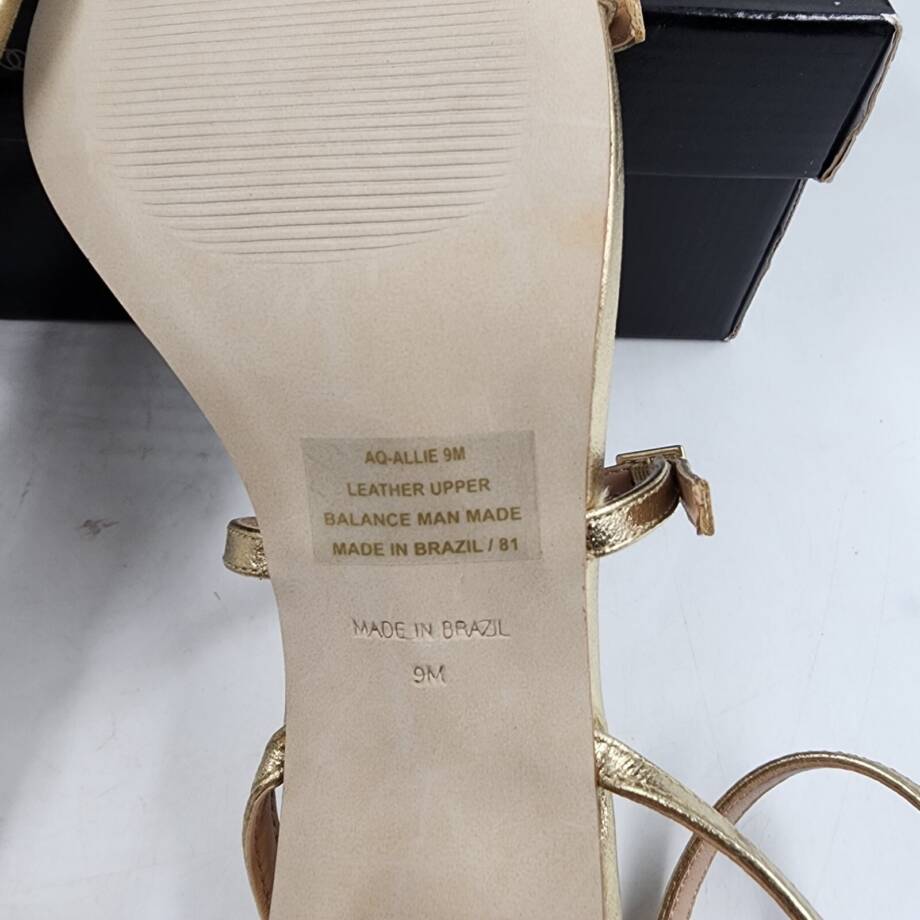 AQ-ALLIE 9M
LEATHER UPPER
BALANCE MAN MADE
MADE IN BRAZIL / 81
MADE IN BRAZIL
9M